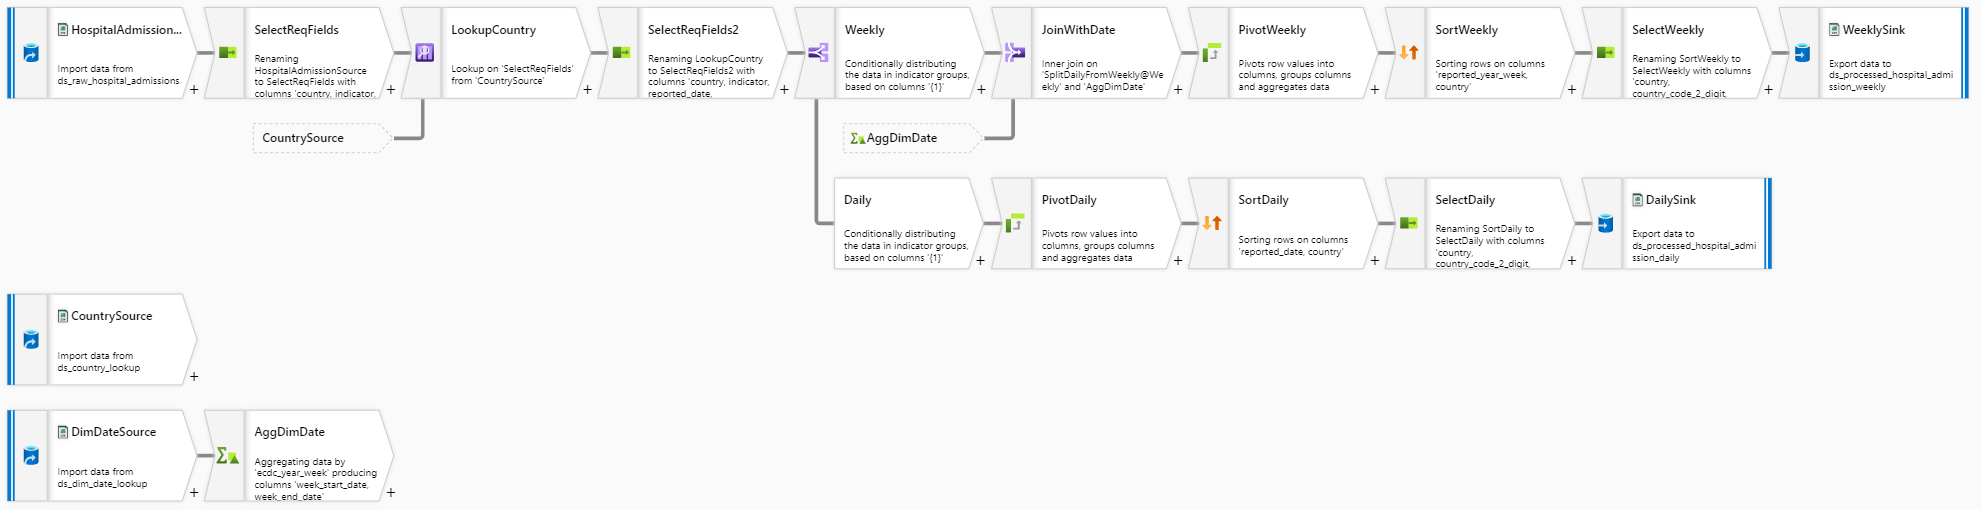 HospitalAdmission...
Import data from
ds_raw_hospital_admissions
+
SelectReqFields
Renaming
HospitalAdmissionSource
to SelectReqFields with
columns 'country, indicator,
+
LookupCountry
Lookup on 'SelectReqFields'
from 'CountrySource'
+
SelectReqFields2
Renaming LookupCountry
to SelectReqFields2 with
columns 'country, indicator,
reported_date,
+
Weekly
Conditionally distributing
the data in indicator groups,
based on columns '{1}'
+
JoinWithDate
Inner join on
'SplitDailyFromWeekly@We
ekly' and 'AggDimDate'
+
PivotWeekly
Pivots row values into
columns, groups columns
and aggregates data
+
SortWeekly
Sorting rows on columns
'reported_year_week,
country'
+
SelectWeekly
Renaming SortWeekly to
SelectWeekly with columns
'country,
country_code_2_digit,
+
WeeklySink
Export data to
ds_processed_hospital_admi
ssion_weekly
CountrySource
AggDimDate
Daily
Conditionally distributing
the data in indicator groups,
based on columns '{1}'
+
PivotDaily
Pivots row values into
columns, groups columns
and aggregates data
+
SortDaily
Sorting rows on columns
'reported_date, country'
+
SelectDaily
Renaming SortDaily to
SelectDaily with columns
'country,
country_code_2_digit,
+
DailySink
Export data to
ds_processed_hospital_admi
ssion_daily
CountrySource
Import data from
ds_country_lookup
+
DimDateSource
Import data from
ds_dim_date_lookup
+
AggDimDate
Aggregating data by
'ecdc_year_week' producing
columns 'week_start_date,
week_end_date'
+